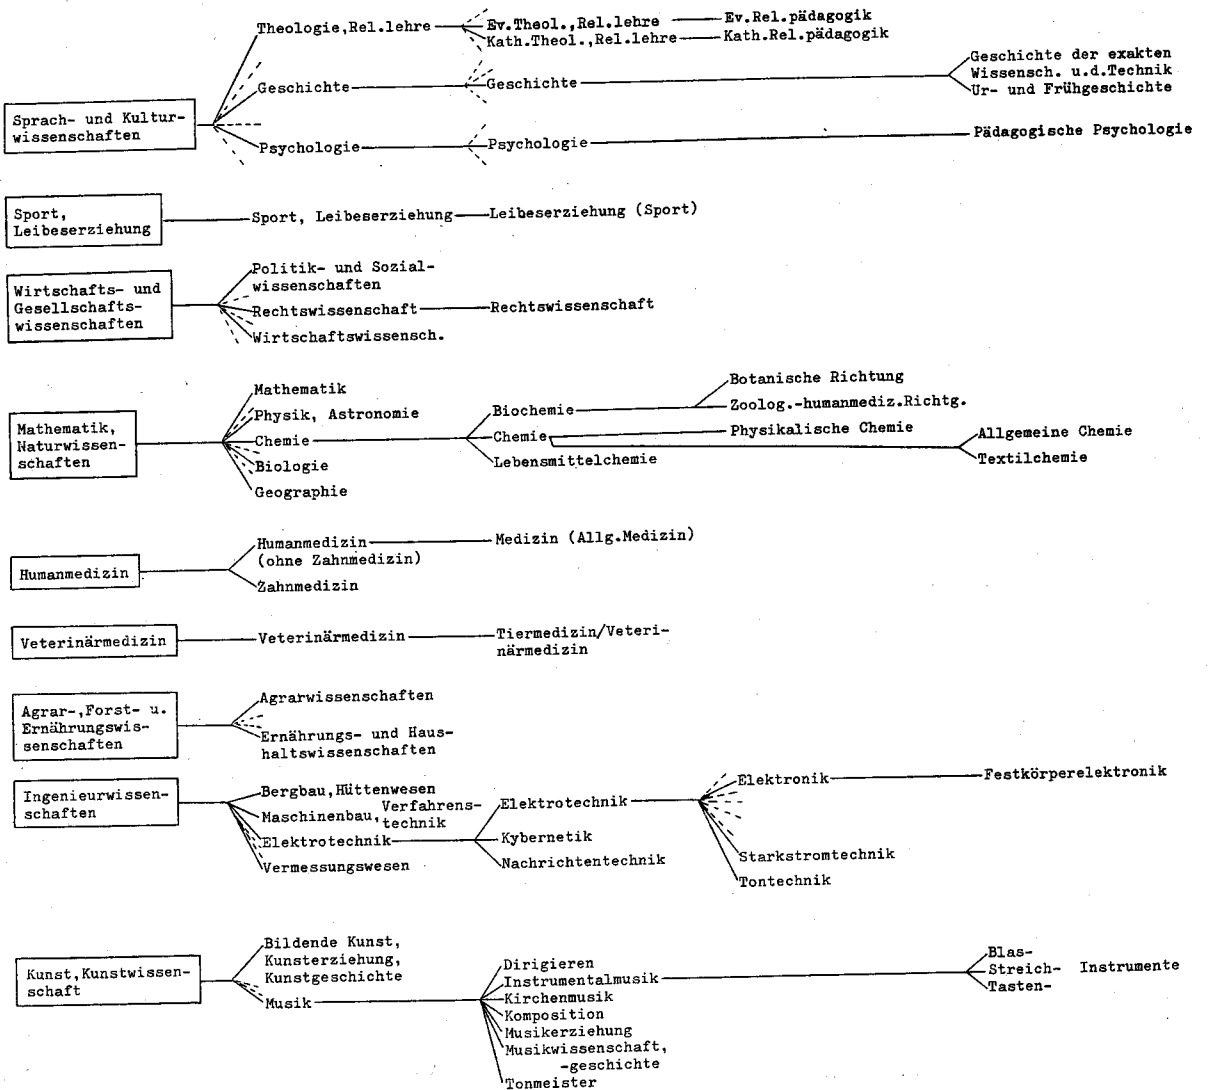 Theologie,Rel.lehre
Ev.Theol.,Rel.lehre
Ev.Rel.pädagogik
Kath.Theol.,Rel.lehre
Kath.Rel.pädagogik
Geschichte der exakten
Wissensch. u.d.Technik
Ur- und Frühgeschichte
Geschichte
Geschichte
Sprach- und Kultur-
wissenschaften
Psychologie
Psychologie
Pädagogische Psychologie
Sport,
Leibeserziehung
Sport, Leibeserziehung
Leibeserziehung (Sport)
Wirtschafts- und
Gesellschafts-
wissenschaften
Politik- und Sozial-
wissenschaften
Rechtswissenschaft
Rechtswissenschaft
Wirtschaftswissensch.
Mathematik,
Naturwissen-
schaften
Mathematik
Physik, Astronomie
Chemie
Biologie
Geographie
Biochemie
Chemie
Lebensmittelchemie
Botanische Richtung
Zoolog.-humanmediz.Richtg.
Physikalische Chemie
Allgemeine Chemie
Textilchemie
Humanmedizin
Humanmedizin
(ohne Zahnmedizin)
Zahnmedizin
Medizin (Allg.Medizin)
Veterinärmedizin
Veterinärmedizin
Tiermedizin/Veteri-
närmedizin
Agrar-,Forst- u.
Ernährungswis-
senschaften
Agrarwissenschaften
Ernährungs- und Haus-
haltswissenschaften
Ingenieurwissen-
schaften
Bergbau,Hüttenwesen
Maschinenbau,
Verfahrens-
technik
Elektrotechnik
Vermessungswesen
Elektrotechnik
Kybernetik
Nachrichtentechnik
Elektronik
Starkstromtechnik
Tontechnik
Festkörperelektronik
Kunst,Kunstwissen-
schaft
Bildende Kunst,
Kunsterziehung,
Kunstgeschichte
Musik
Dirigieren
Instrumentalmusik
Kirchenmusik
Komposition
Musikerziehung
Musikwissenschaft,
-geschichte
Tonmeister
Blas-
Streich- Instrumente
Tasten-